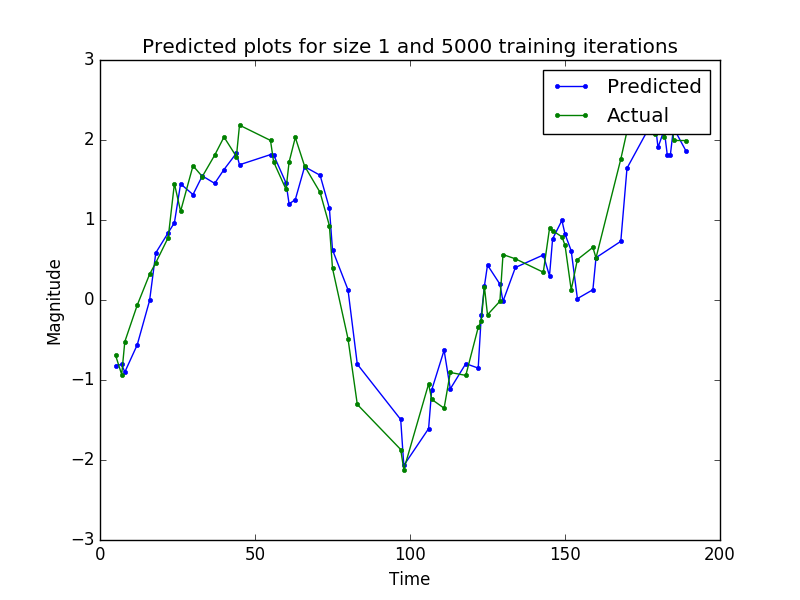 Predicted plots for size 1 and 5000 training iterations
Predicted
Actual
Magnitude
3
2
1
0
−1
−2
−3
0 50 100 150 200
Time